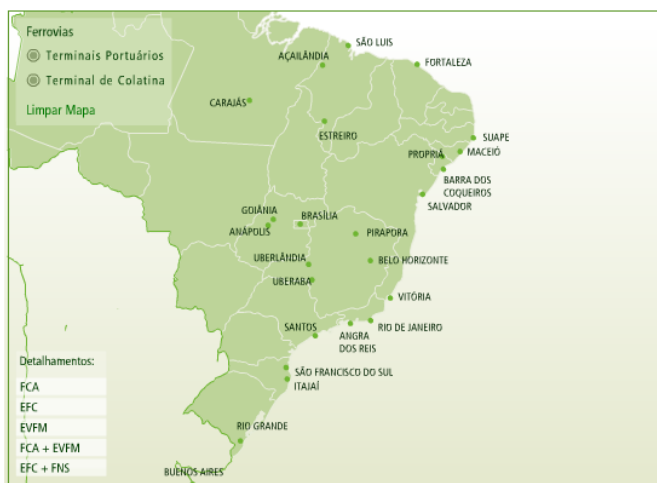 Ferrovias
Terminais Portuários
Terminal de Colatina
Limpar Mapa
SÃO LUIS
AÇAILÂNDIA
FORTALEZA
CARAJÁS
ESTREIRO
SUAPE
PROPRIÁ
MACEIÓ
BARRA DOS
COQUEIROS
SALVADOR
GOIÂNIA
BRASÍLIA
ANÁPOLIS
PIRAPORA
UBERLÂNDIA
BELO HORIZONTE
UBERABA
VITÓRIA
SANTOS
ANGRA
DOS REIS
RIO DE JANEIRO
SÃO FRANCISCO DO SUL
ITAJAÍ
RIO GRANDE
BUENOS AIRES
Detalhamentos:
FCA
EFC
EVFM
FCA + EVFM
EFC + FNS